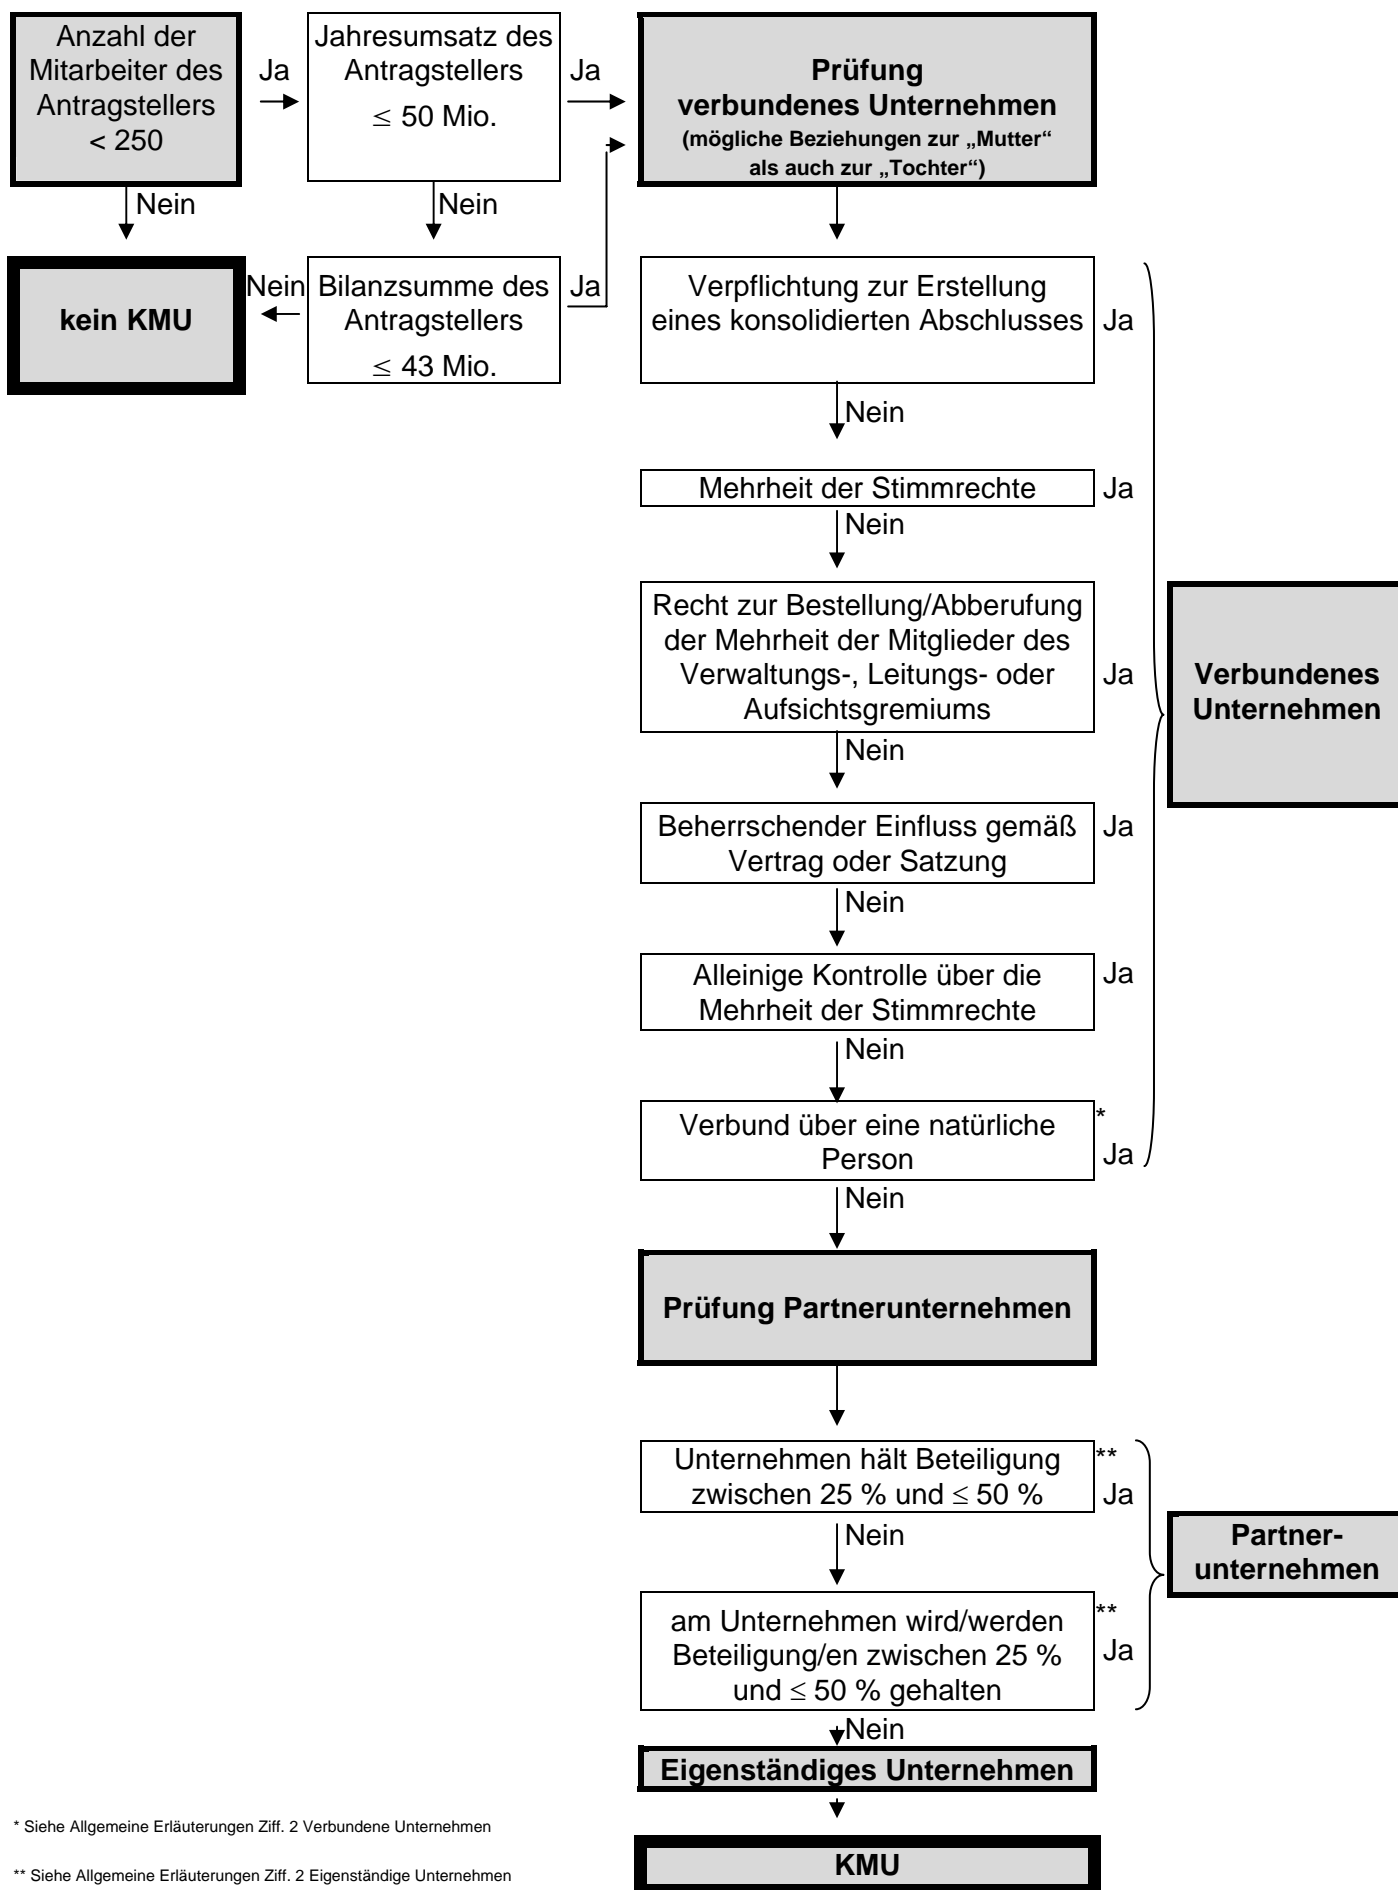 Anzahl der
Mitarbeiter des
Antragstellers
< 250
Ja
Jahresumsatz des
Antragstellers
≤ 50 Mio.
Ja
Prüfung
verbundenes Unternehmen
(mögliche Beziehungen zur „Mutter“
als auch zur „Tochter“)
Nein
Nein
kein KMU
Nein
Bilanzsumme des
Antragstellers
≤ 43 Mio.
Ja
Verpflichtung zur Erstellung
eines konsolidierten Abschlusses
Ja
Nein
Mehrheit der Stimmrechte
Ja
Nein
Recht zur Bestellung/Abberufung
der Mehrheit der Mitglieder des
Verwaltungs-, Leitungs- oder
Aufsichtsgremiums
Ja
Verbundenes
Unternehmen
Nein
Beherrschender Einfluss gemäß
Vertrag oder Satzung
Ja
Nein
Alleinige Kontrolle über die
Mehrheit der Stimmrechte
Ja
Nein
Verbund über eine natürliche
Person
*
Ja
Nein
Prüfung Partnerunternehmen
Unternehmen hält Beteiligung
zwischen 25 % und ≤ 50 %
**
Ja
Nein
Partner-
unternehmen
am Unternehmen wird/werden
Beteiligung/en zwischen 25 %
und ≤ 50 % gehalten
**
Ja
Nein
Eigenständiges Unternehmen
* Siehe Allgemeine Erläuterungen Ziff. 2 Verbundene Unternehmen
KMU
** Siehe Allgemeine Erläuterungen Ziff. 2 Eigenständige Unternehmen